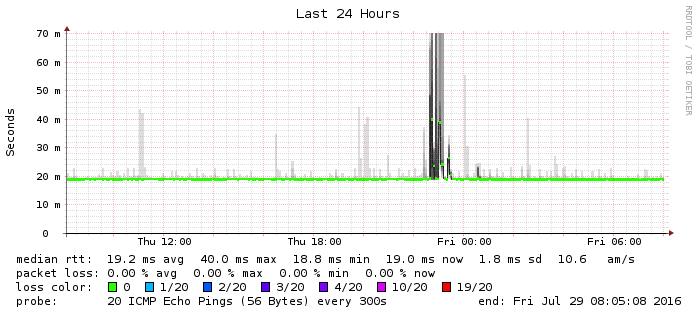 Last 24 Hours
RRDTOOL / TOBI OETIKER
70 m
60 m
50 m
40 m
30 m
20 m
10 m
0
Seconds
Thu 12:00 Thu 18:00 Fri 00:00 Fri 06:00
median rtt: 19.2 ms avg 40.0 ms max 18.8 ms min 19.0 ms now 1.8 ms sd 10.6 am/s
packet loss: 0.00 % avg 0.00 % max 0.00 % min 0.00 % now
loss color: 0 1/20 2/20 3/20 4/20 10/20 19/20
probe: 20 ICMP Echo Pings (56 Bytes) every 300s end: Fri Jul 29 08:05:08 2016